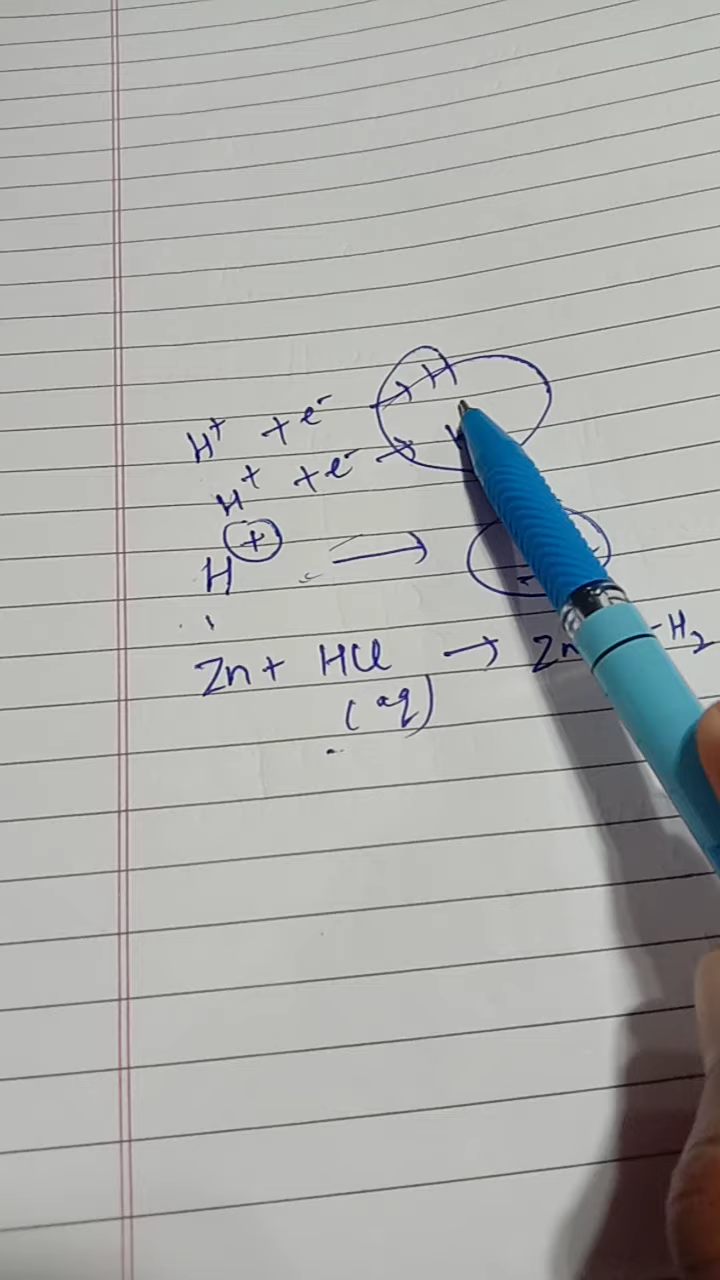 H⁺ + e⁻ → H
H⁺ + e⁻ →
H⁺ →
Zn + HCl → Zn H₂
(aq)